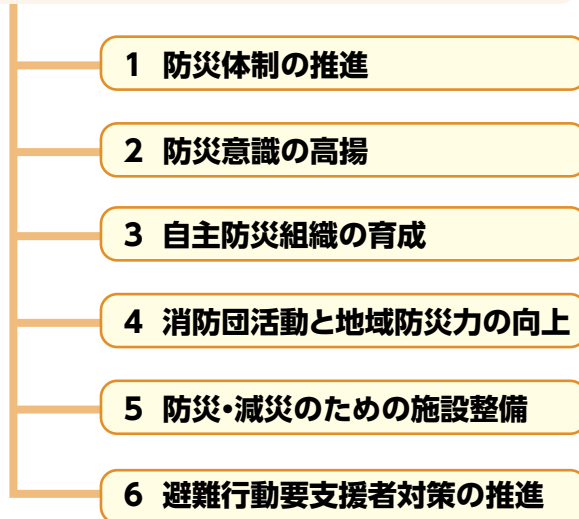 1 防災体制の推進
2 防災意識の高揚
3 自主防災組織の育成
4 消防団活動と地域防災力の向上
5 防災・減災のための施設整備
6 避難行動要支援者対策の推進